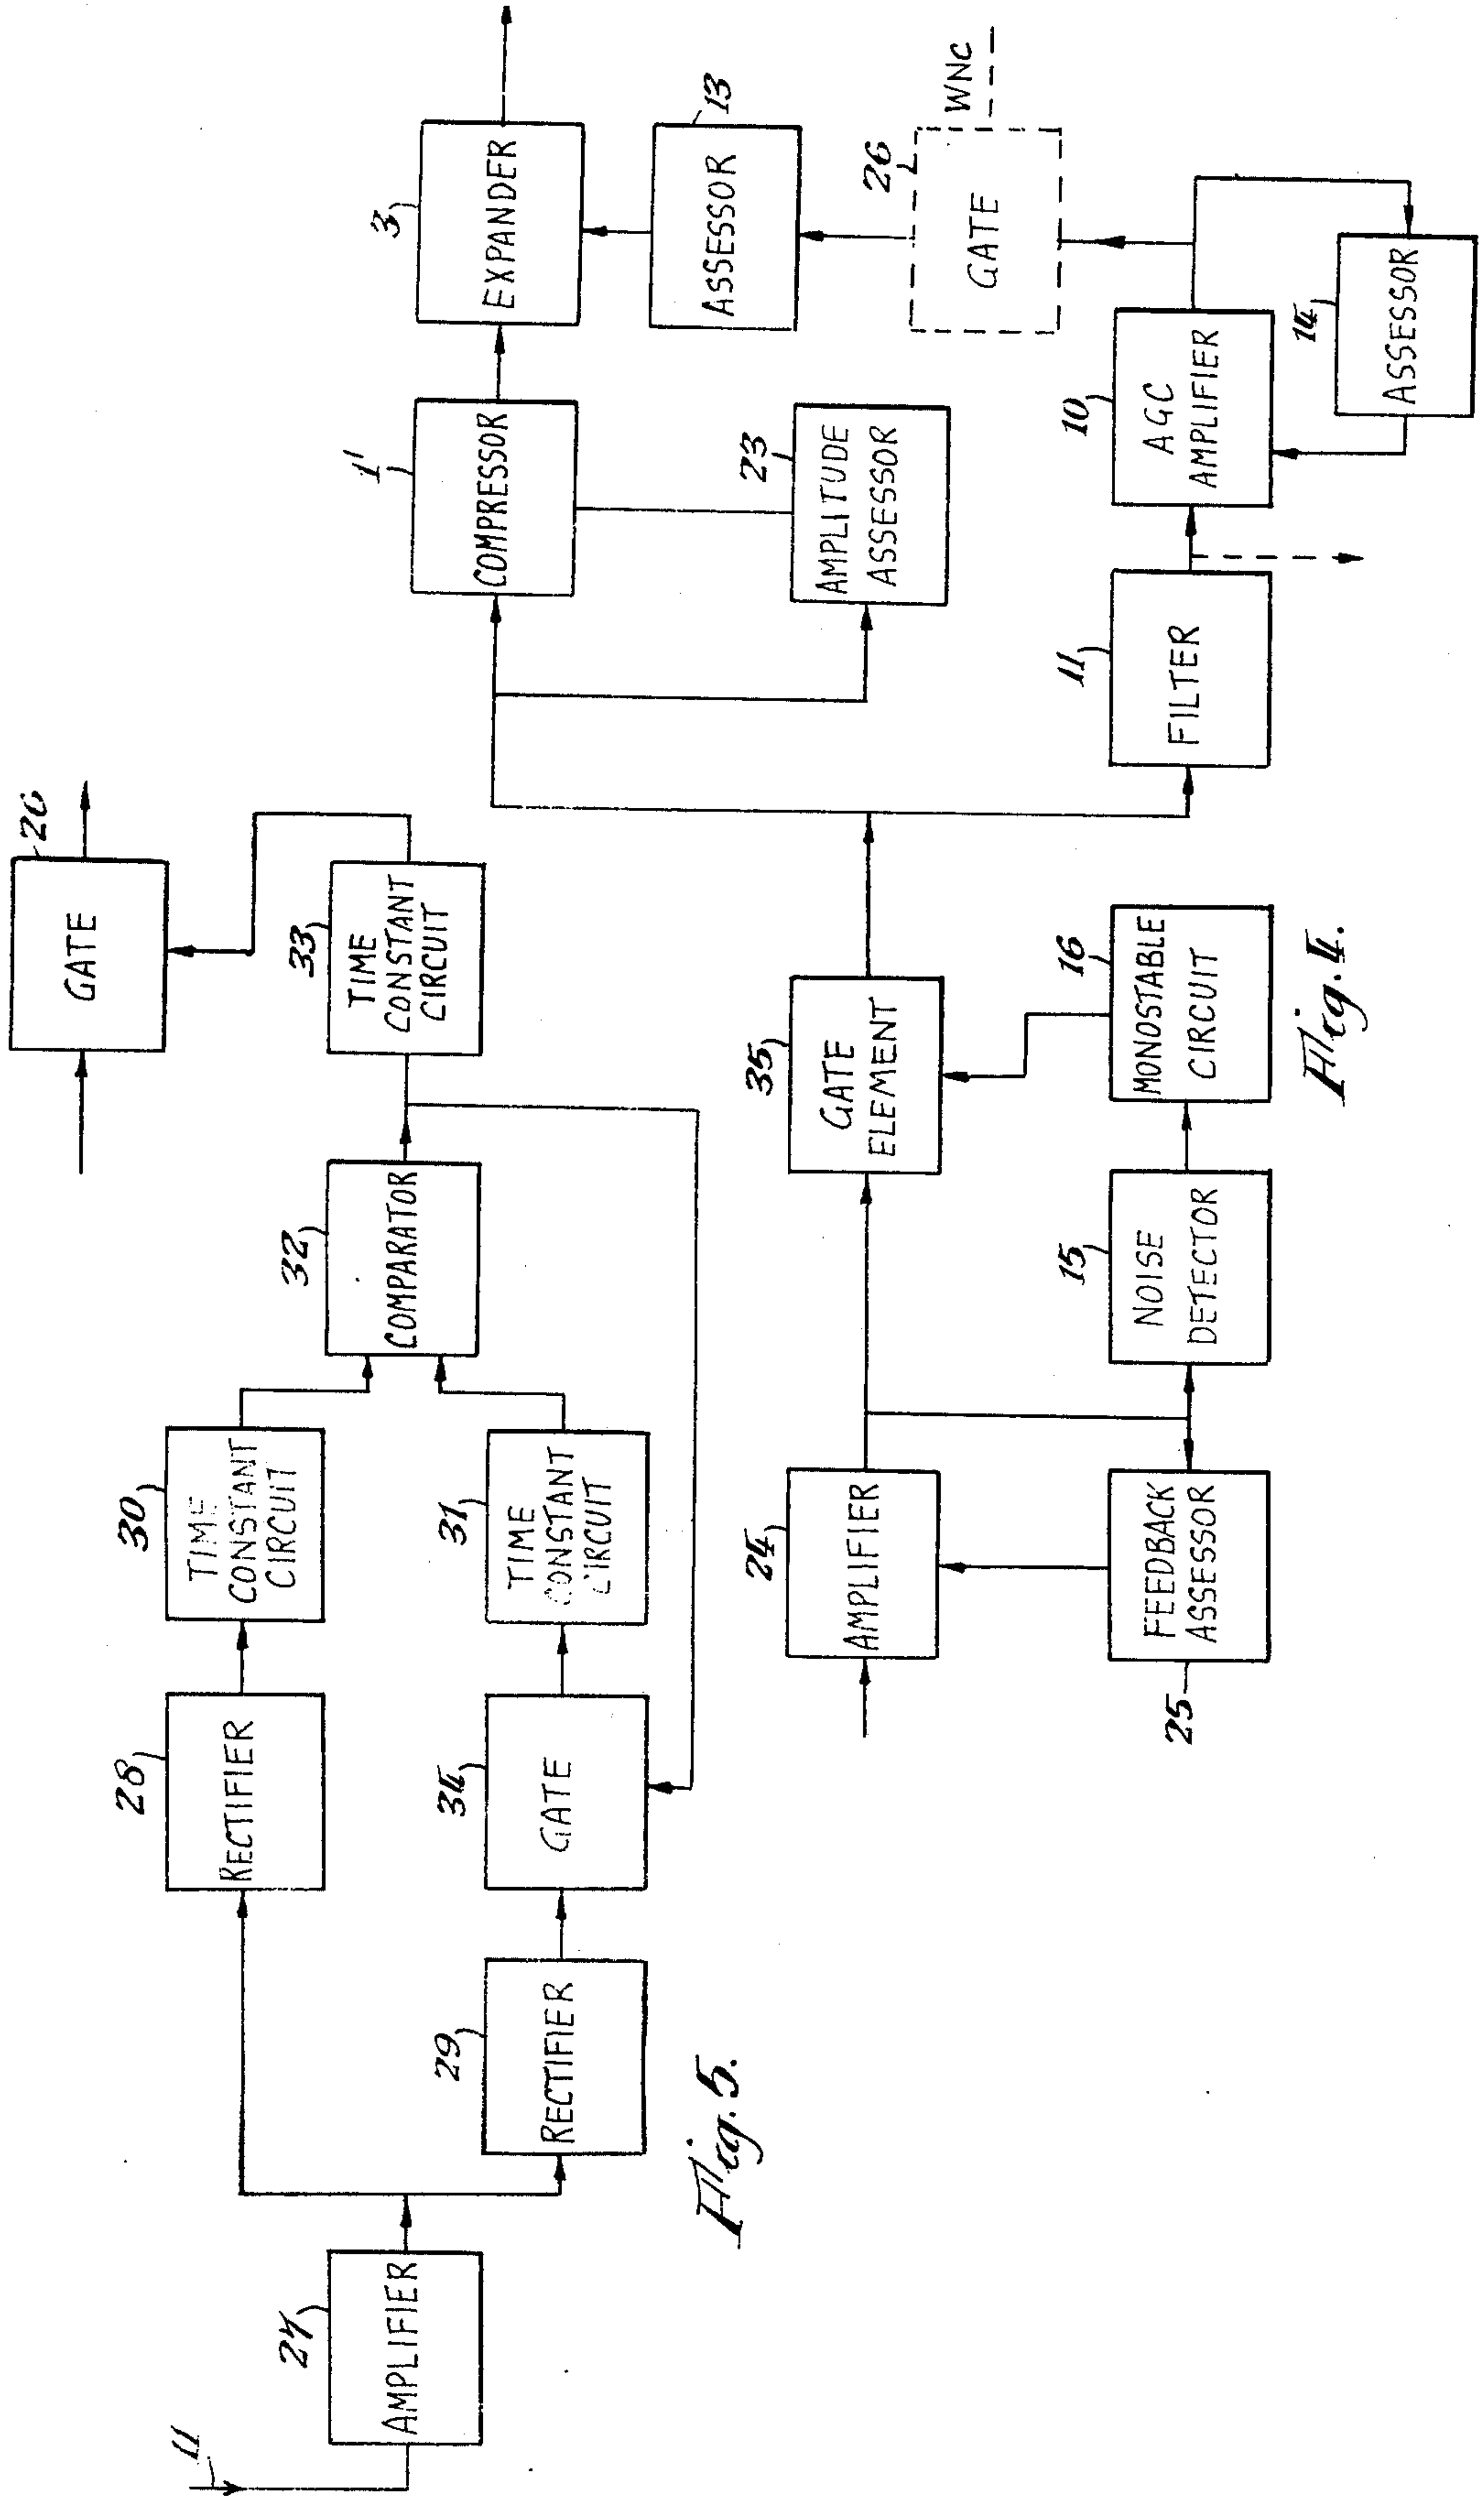 11
27
AMPLIFIER
28
RECTIFIER
30
TIME
CONSTANT
CIRCUIT
29
RECTIFIER
34
GATE
31
TIME
CONSTANT
CIRCUIT
32
COMPARATOR
33
TIME
CONSTANT
CIRCUIT
26
GATE
Fig. 5.
24
AMPLIFIER
25
FEEDBACK
ASSESSOR
15
NOISE
DETECTOR
16
MONOSTABLE
CIRCUIT
35
GATE
ELEMENT
1'
COMPRESSOR
23
AMPLITUDE
ASSESSOR
3
EXPANDER
13
ASSESSOR
26
GATE
WNC
11
FILTER
10
AGC
AMPLIFIER
14
ASSESSOR
Fig. 4.